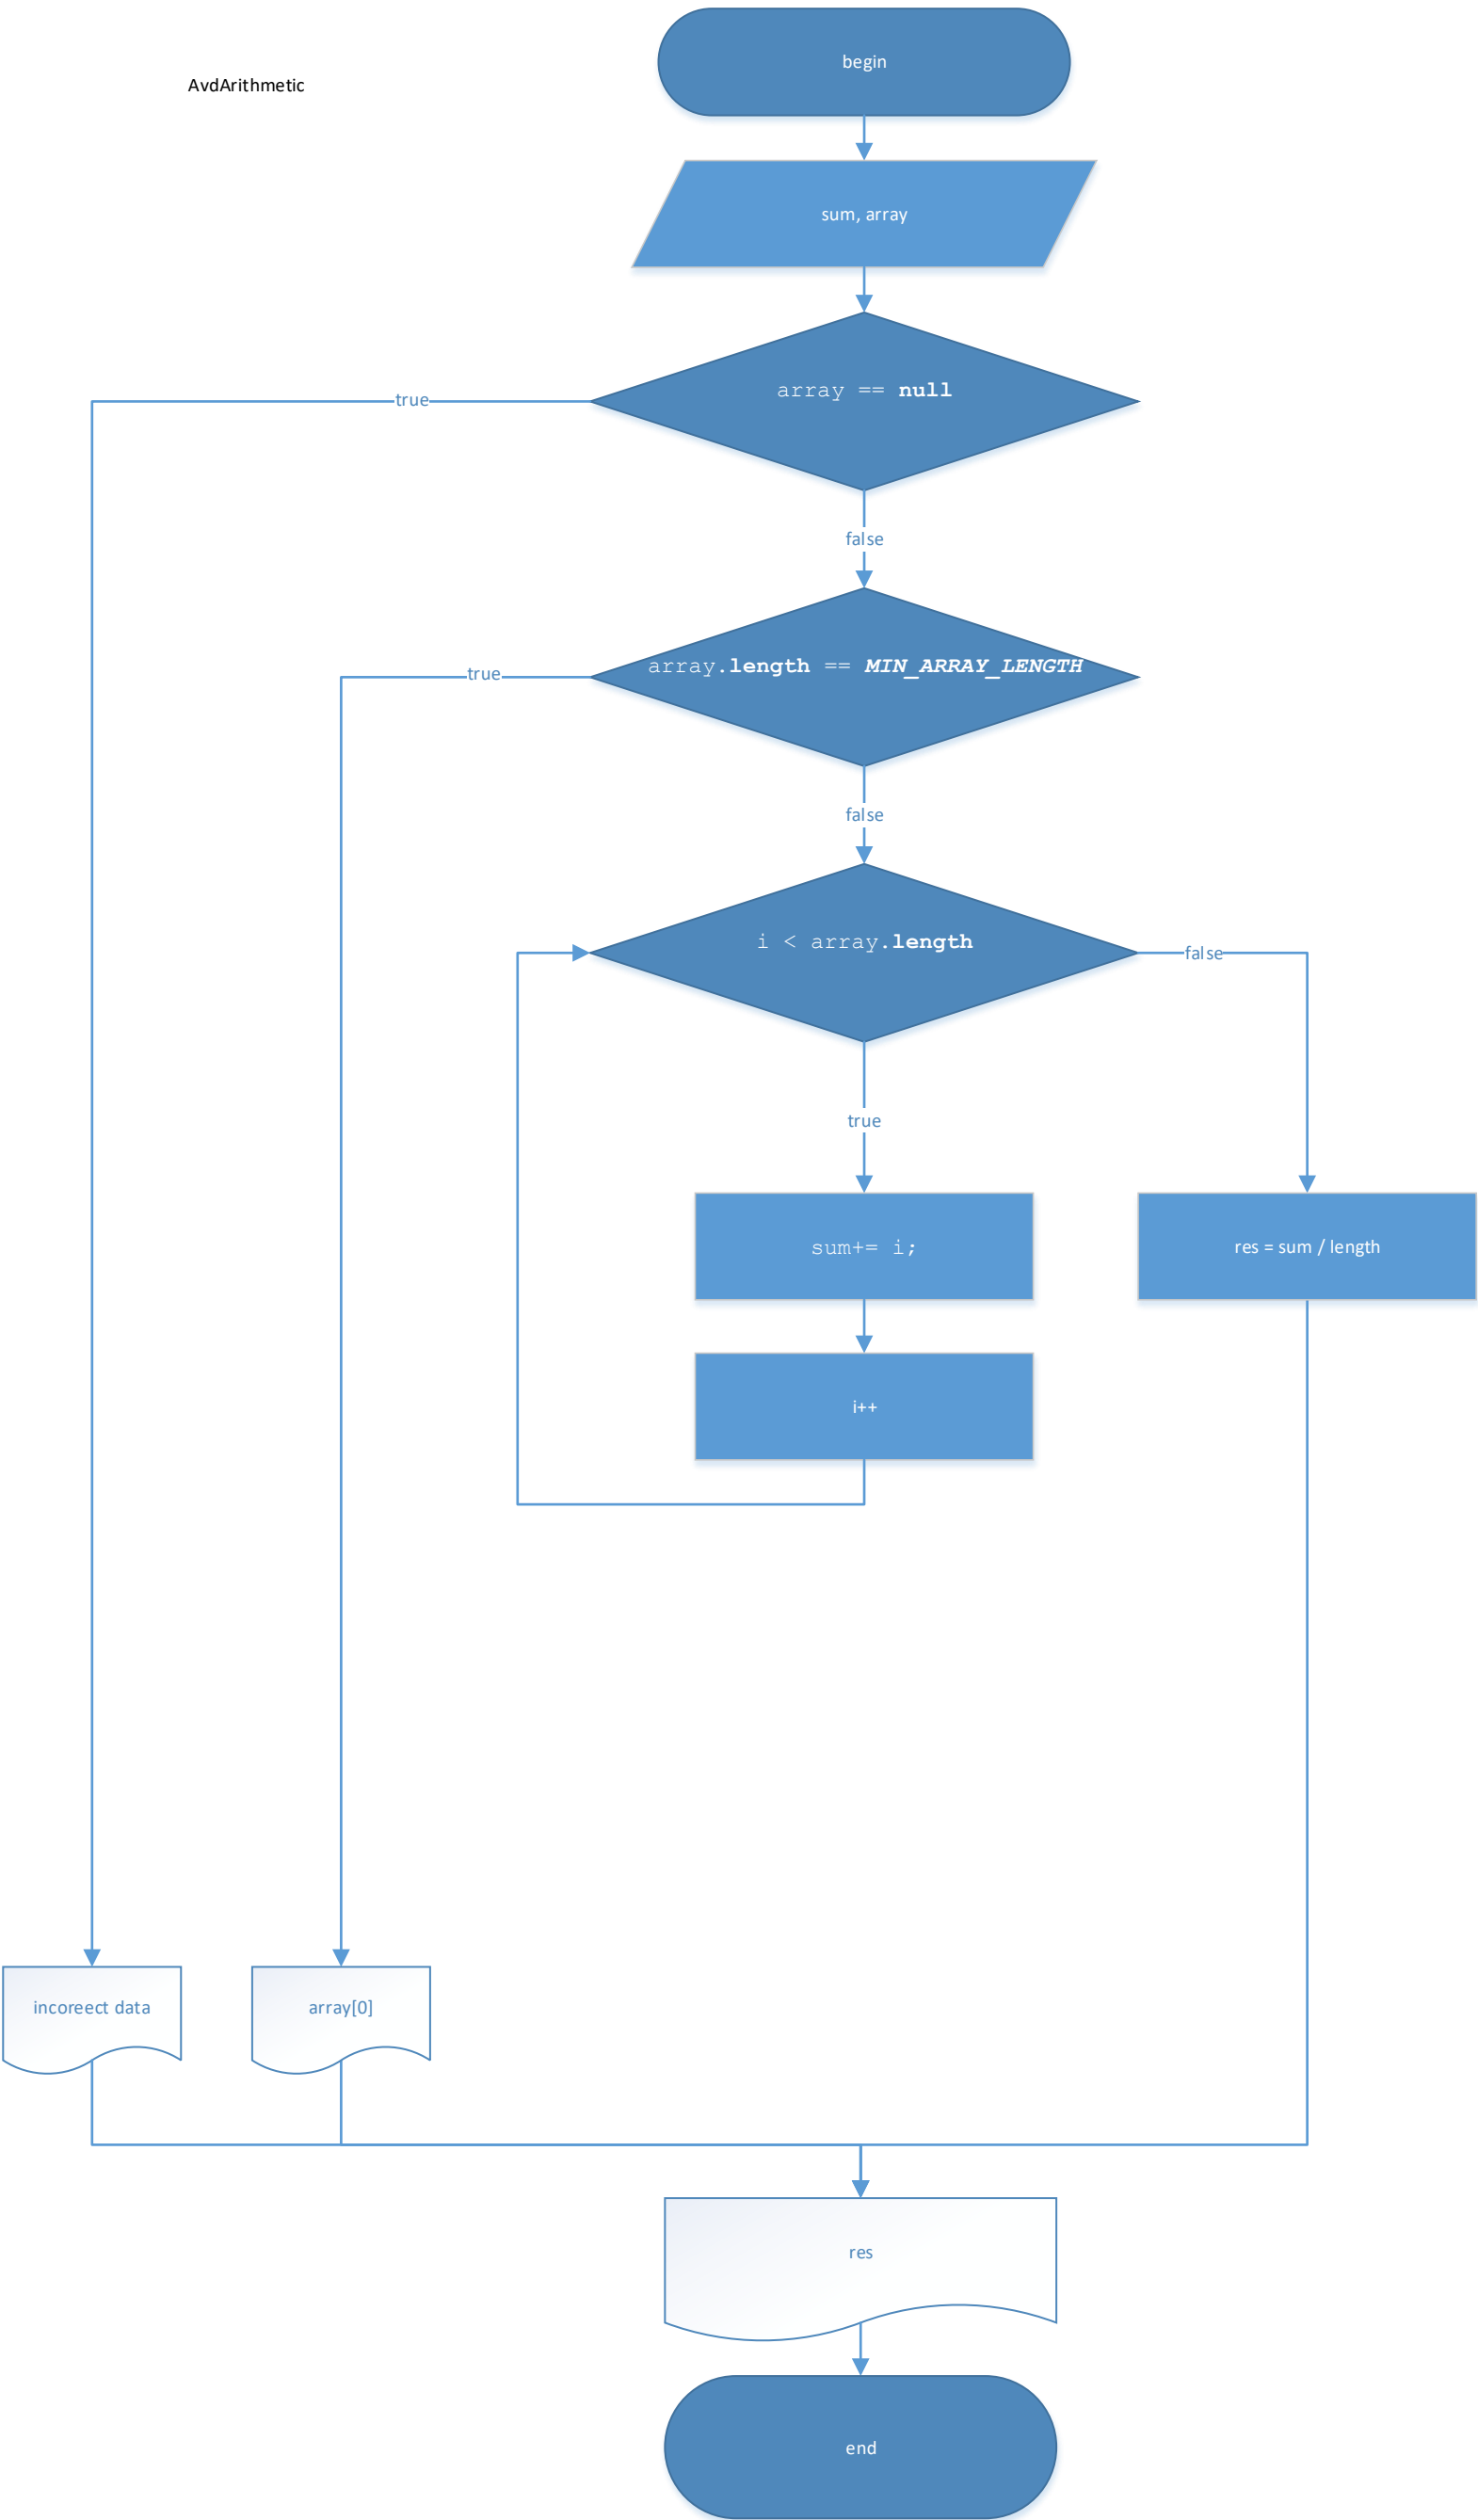 begin
AvdArithmetic
sum, array
array == null
true
false
array.length == MIN_ARRAY_LENGTH
true
false
i < array.length
false
true
sum+= i;
res = sum / length
i++
incoreect data
array[0]
res
end